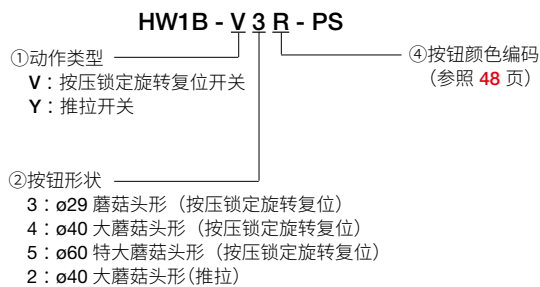 HW1B - V 3 R - PS
①动作类型
V：按压锁定旋转复位开关
Y：推拉开关
④按钮颜色编码
（参照 48 页）
②按钮形状
3：ø29 蘑菇头形（按压锁定旋转复位）
4：ø40 大蘑菇头形（按压锁定旋转复位）
5：ø60 特大蘑菇头形（按压锁定旋转复位）
2：ø40 大蘑菇头形(推拉)